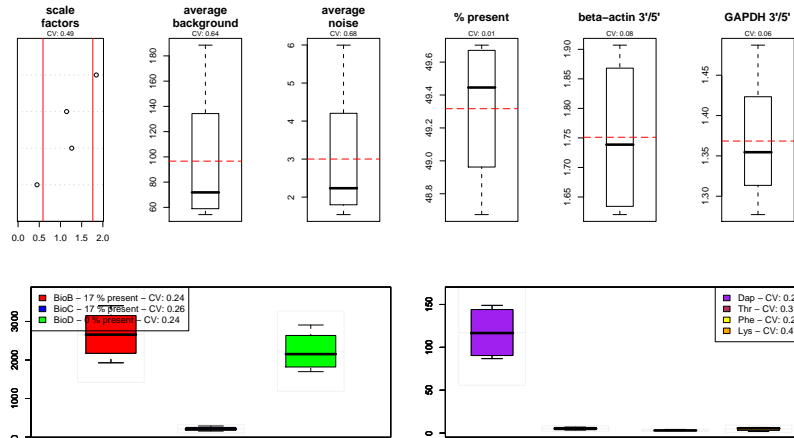 scale
factors
CV: 0.49
0.0 0.5 1.0 1.5 2.0
average
background
CV: 0.64
60 80 100 120 140 160 180
average
noise
CV: 0.68
2 3 4 5 6
% present
CV: 0.01
48.8 49.0 49.2 49.4 49.6
beta−actin 3'/5'
CV: 0.08
1.65 1.70 1.75 1.80 1.85 1.90
GAPDH 3'/5'
CV: 0.06
1.30 1.35 1.40 1.45
BioB − 17 % present − CV: 0.24
BioC − 17 % present − CV: 0.26
BioD − 0 % present − CV: 0.24
0 1000 2000 3000
Dap − CV: 0.2
Thr − CV: 0.3
Phe − CV: 0.2
Lys − CV: 0.4
0 50 100 150